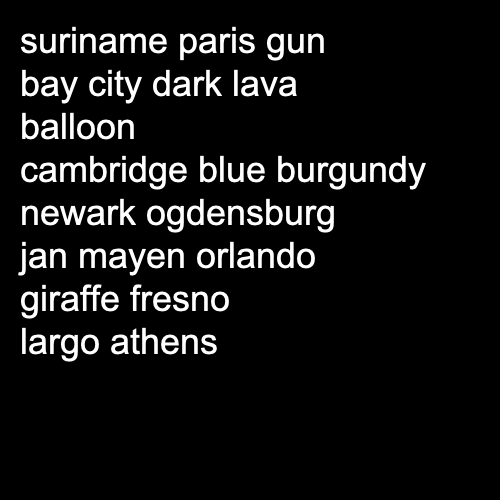 suriname paris gun
bay city dark lava
balloon
cambridge blue burgundy
newark ogdensburg
jan mayen orlando
giraffe fresno
largo athens